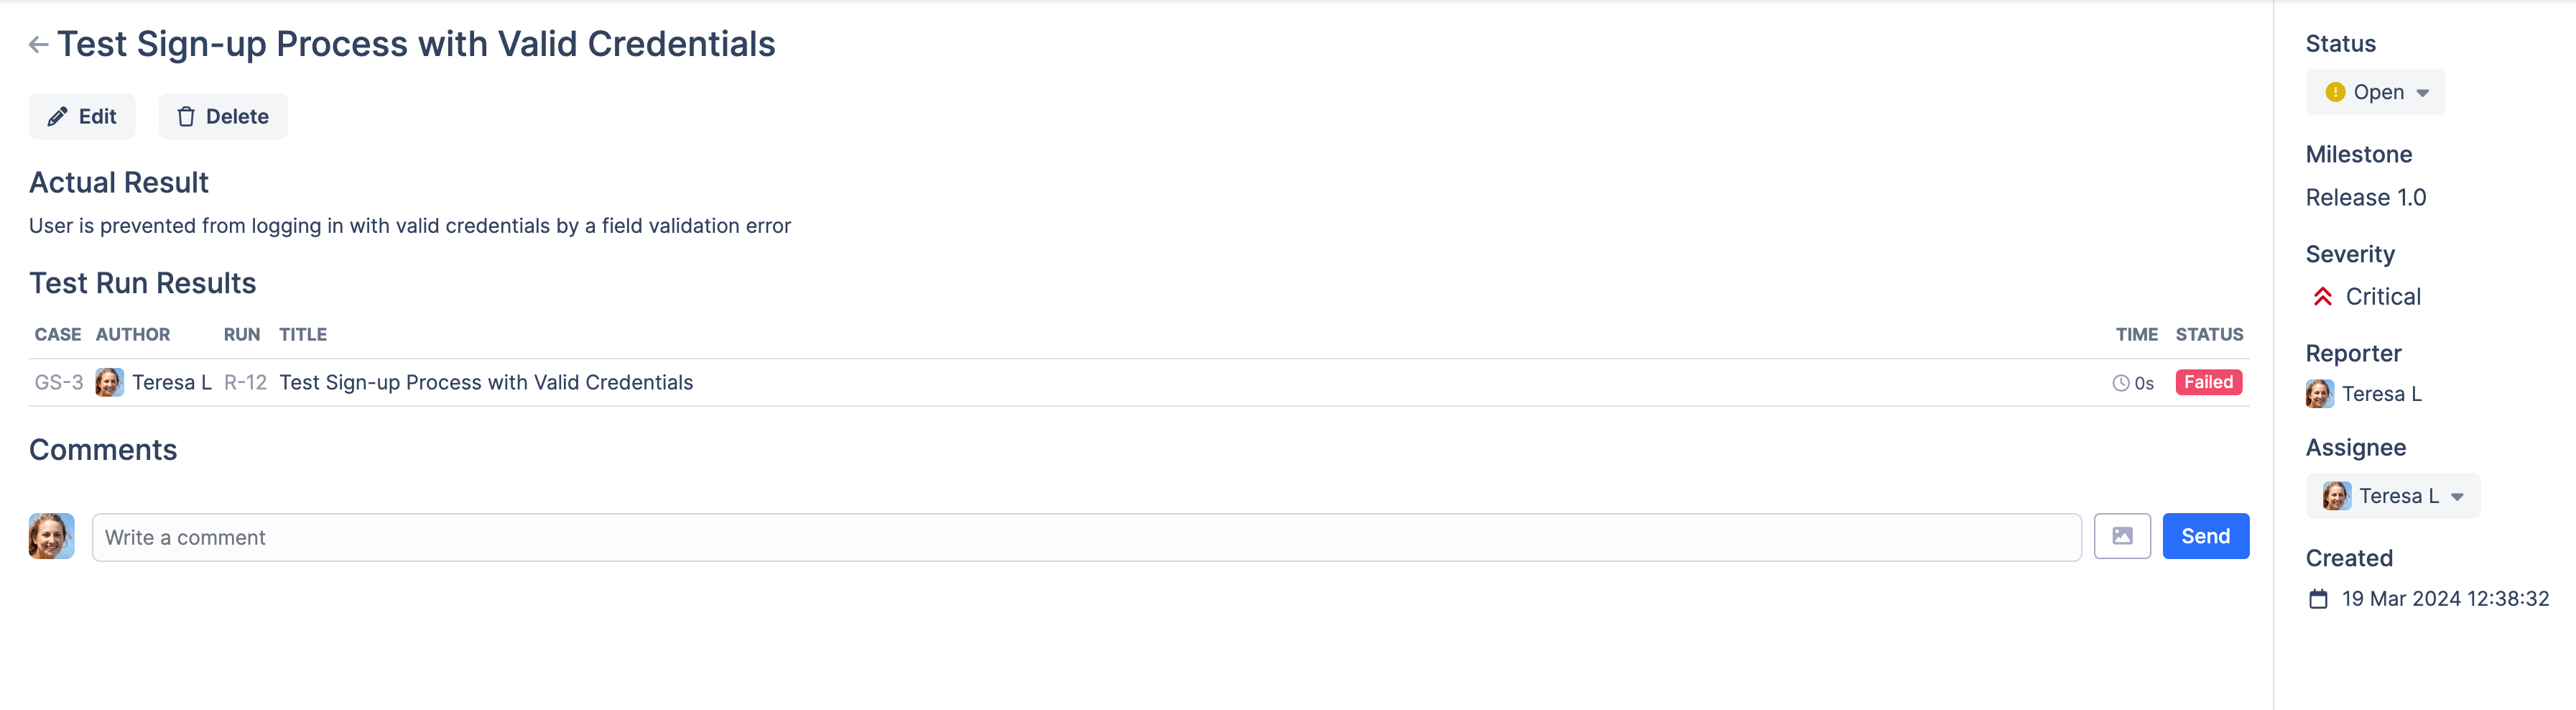 Test Sign-up Process with Valid Credentials
Edit
Delete
Actual Result
User is prevented from logging in with valid credentials by a field validation error
Test Run Results
CASE AUTHOR RUN TITLE TIME STATUS
GS-3 Teresa L R-12 Test Sign-up Process with Valid Credentials 0s Failed
Comments
Write a comment
Send
Status
Open
Milestone
Release 1.0
Severity
Critical
Reporter
Teresa L
Assignee
Teresa L
Created
19 Mar 2024 12:38:32